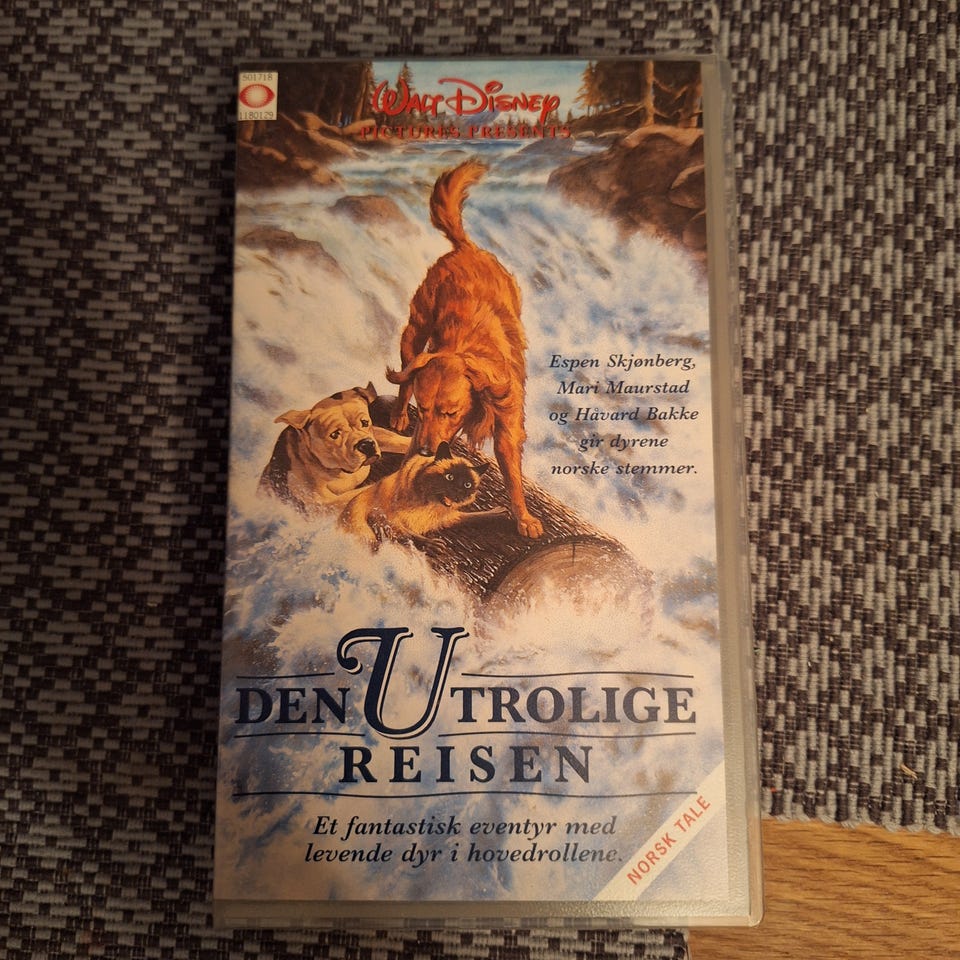 501718
1180129
WALT DISNEY
PICTURES PRESENTS
Espen Skjønberg,
Mari Maurstad
og Håvard Bakke
gir dyrene
norske stemmer.
DEN UTROLIGE
REISEN
Et fantastisk eventyr med
levende dyr i hovedrollene.
NORSK TALE